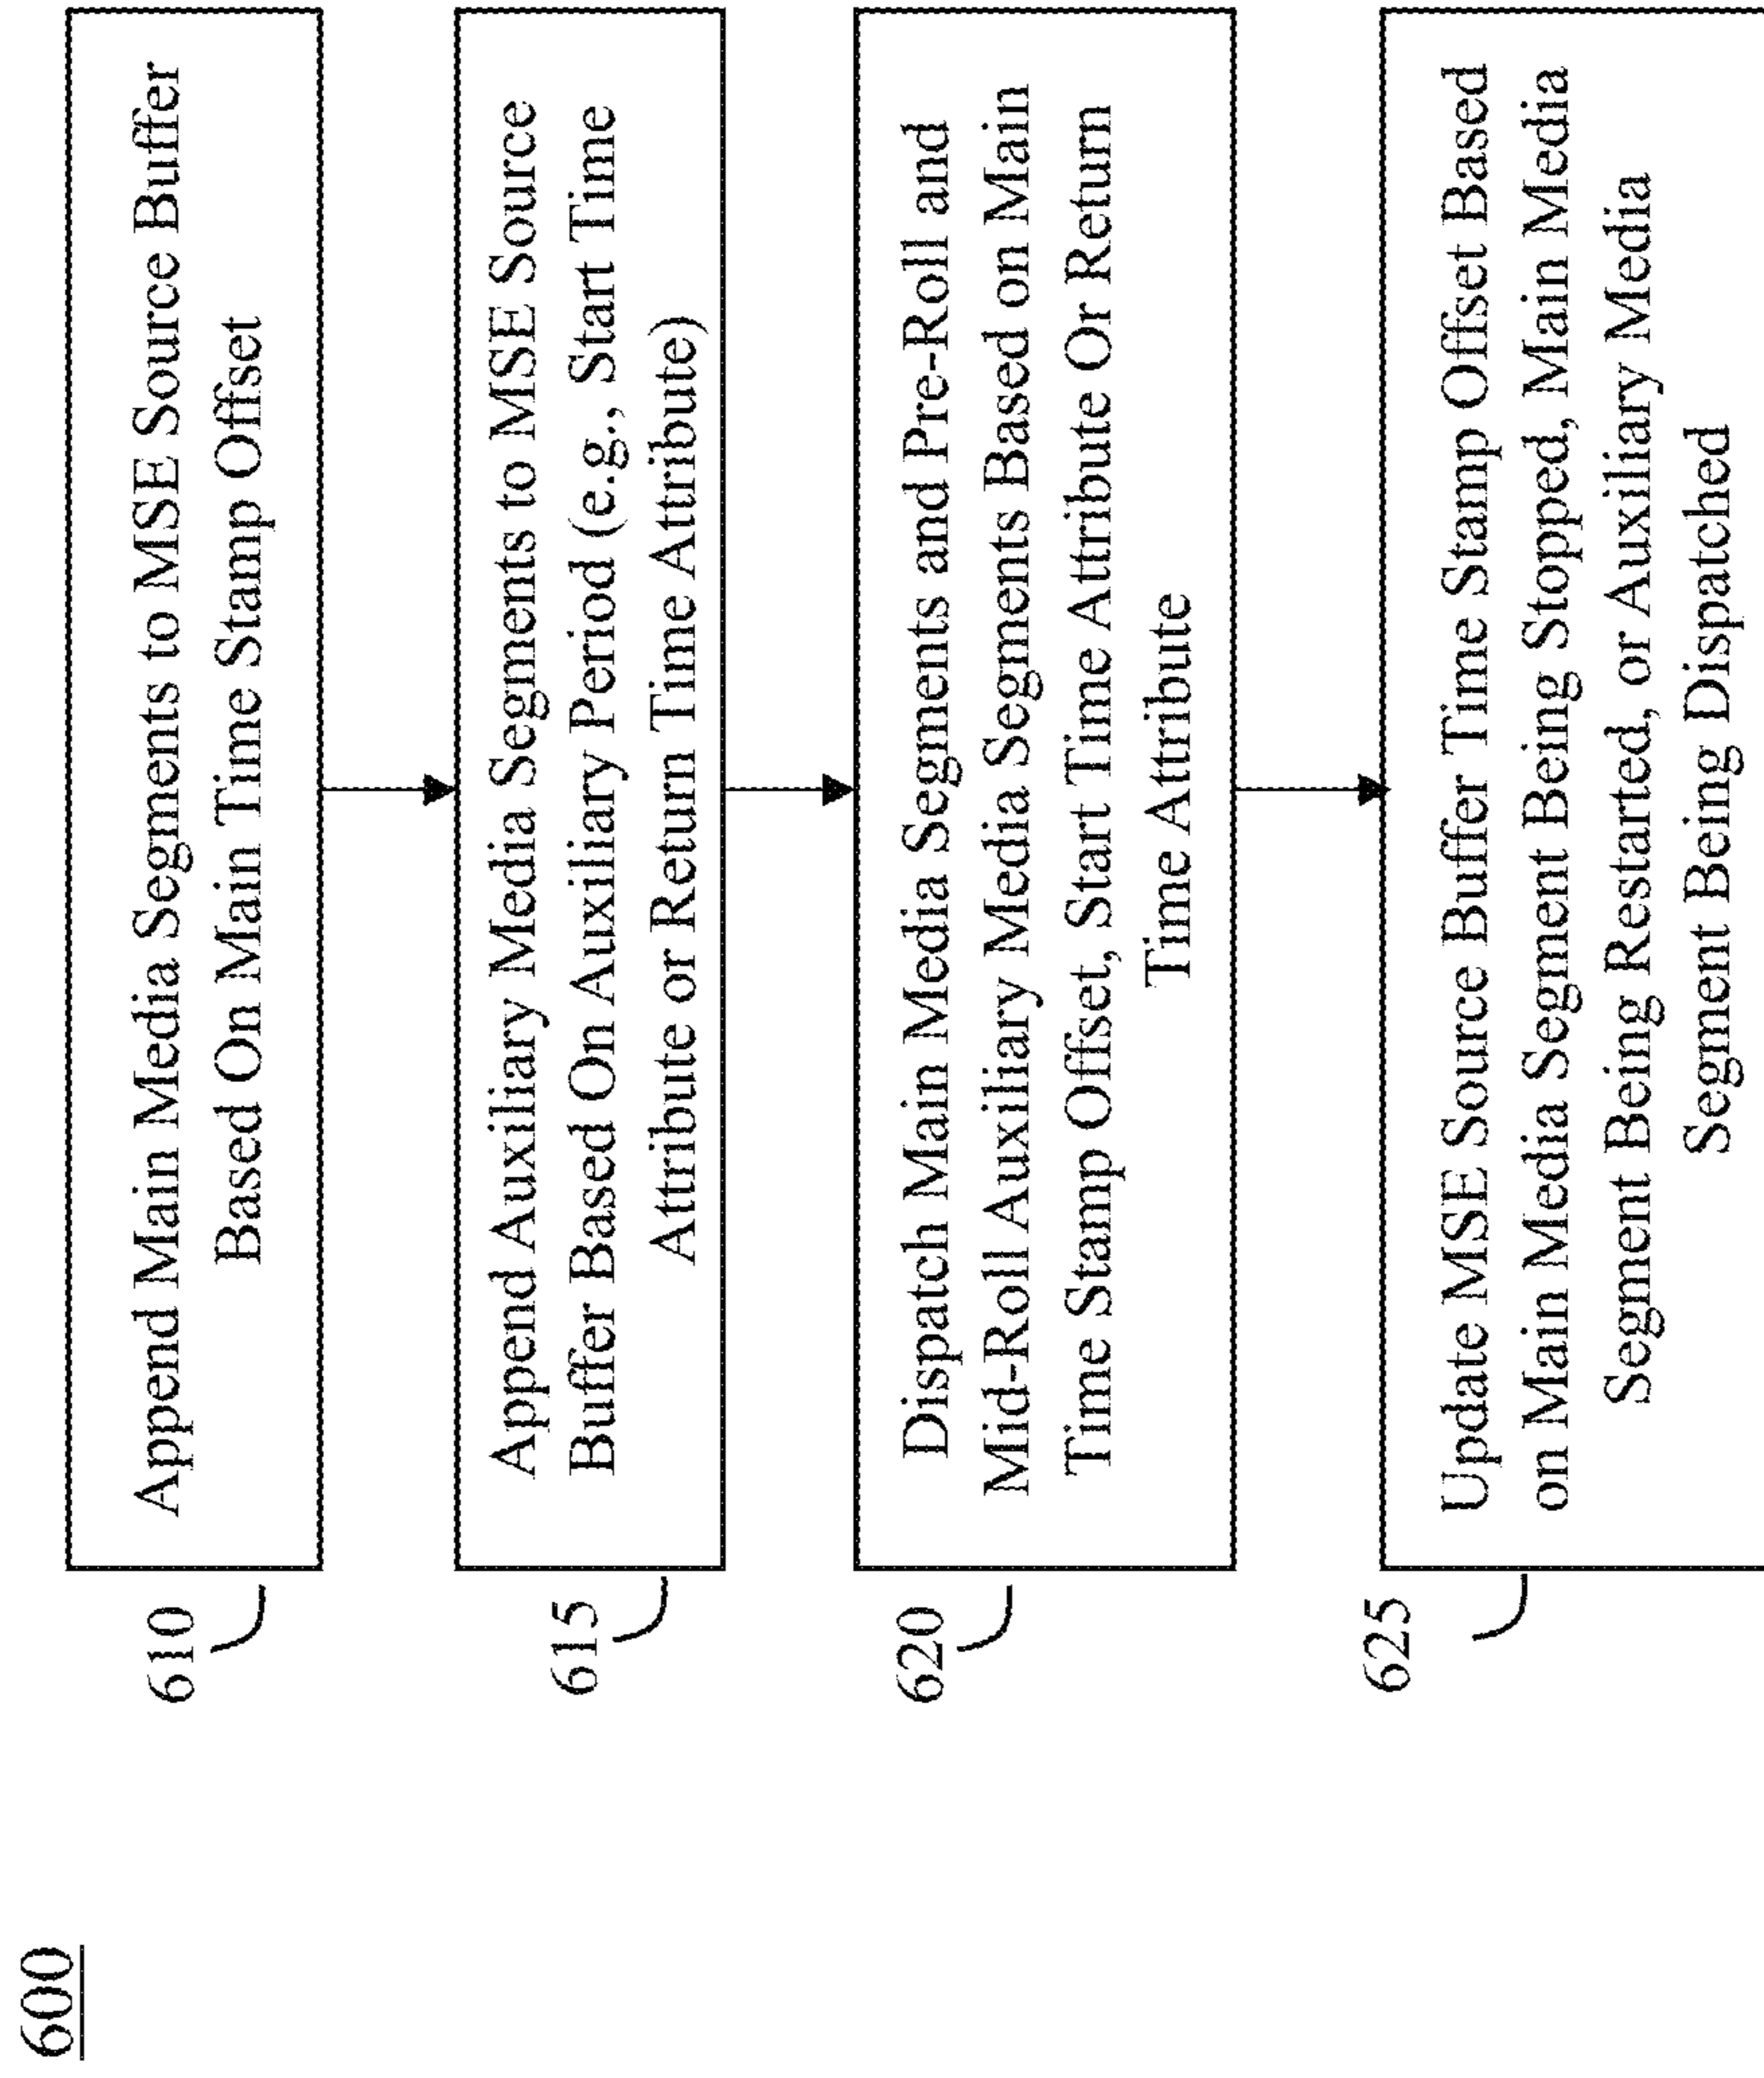 600
610
Append Main Media Segments to MSE Source Buffer
Based On Main Time Stamp Offset
615
Append Auxiliary Media Segments to MSE Source
Buffer Based On Auxiliary Period (e.g., Start Time
Attribute or Return Time Attribute)
620
Dispatch Main Media Segments and Pre-Roll and
Mid-Roll Auxiliary Media Segments Based on Main
Time Stamp Offset, Start Time Attribute Or Return
Time Attribute
625
Update MSE Source Buffer Time Stamp Offset Based
on Main Media Segment Being Stopped, Main Media
Segment Being Restarted, or Auxiliary Media
Segment Being Dispatched